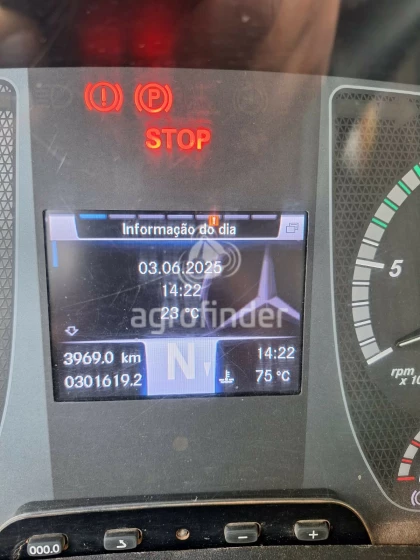 (!) (P)
STOP
Informação do dia
03.06.2025
14:22
23 °C
agrofinder
3969.0 km
0301619.2
N
14:22
75 °C
5
rpm
x 10
000.0
- +